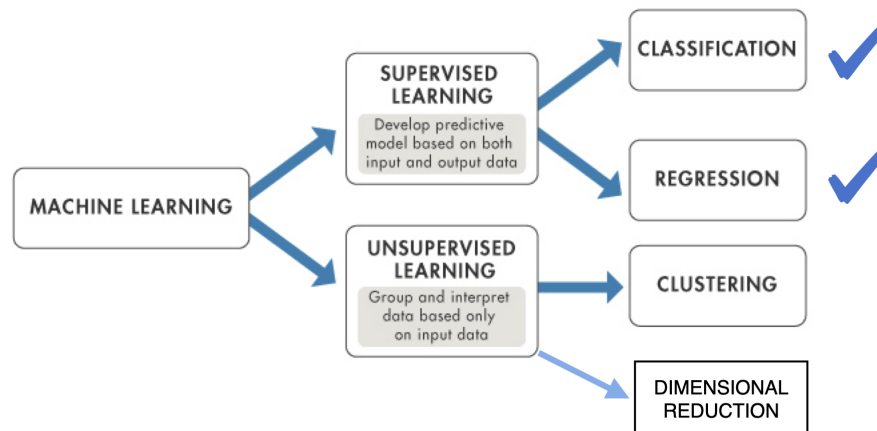 MACHINE LEARNING
SUPERVISED
LEARNING
Develop predictive
model based on both
input and output data
UNSUPERVISED
LEARNING
Group and interpret
data based only
on input data
CLASSIFICATION
REGRESSION
CLUSTERING
DIMENSIONAL
REDUCTION